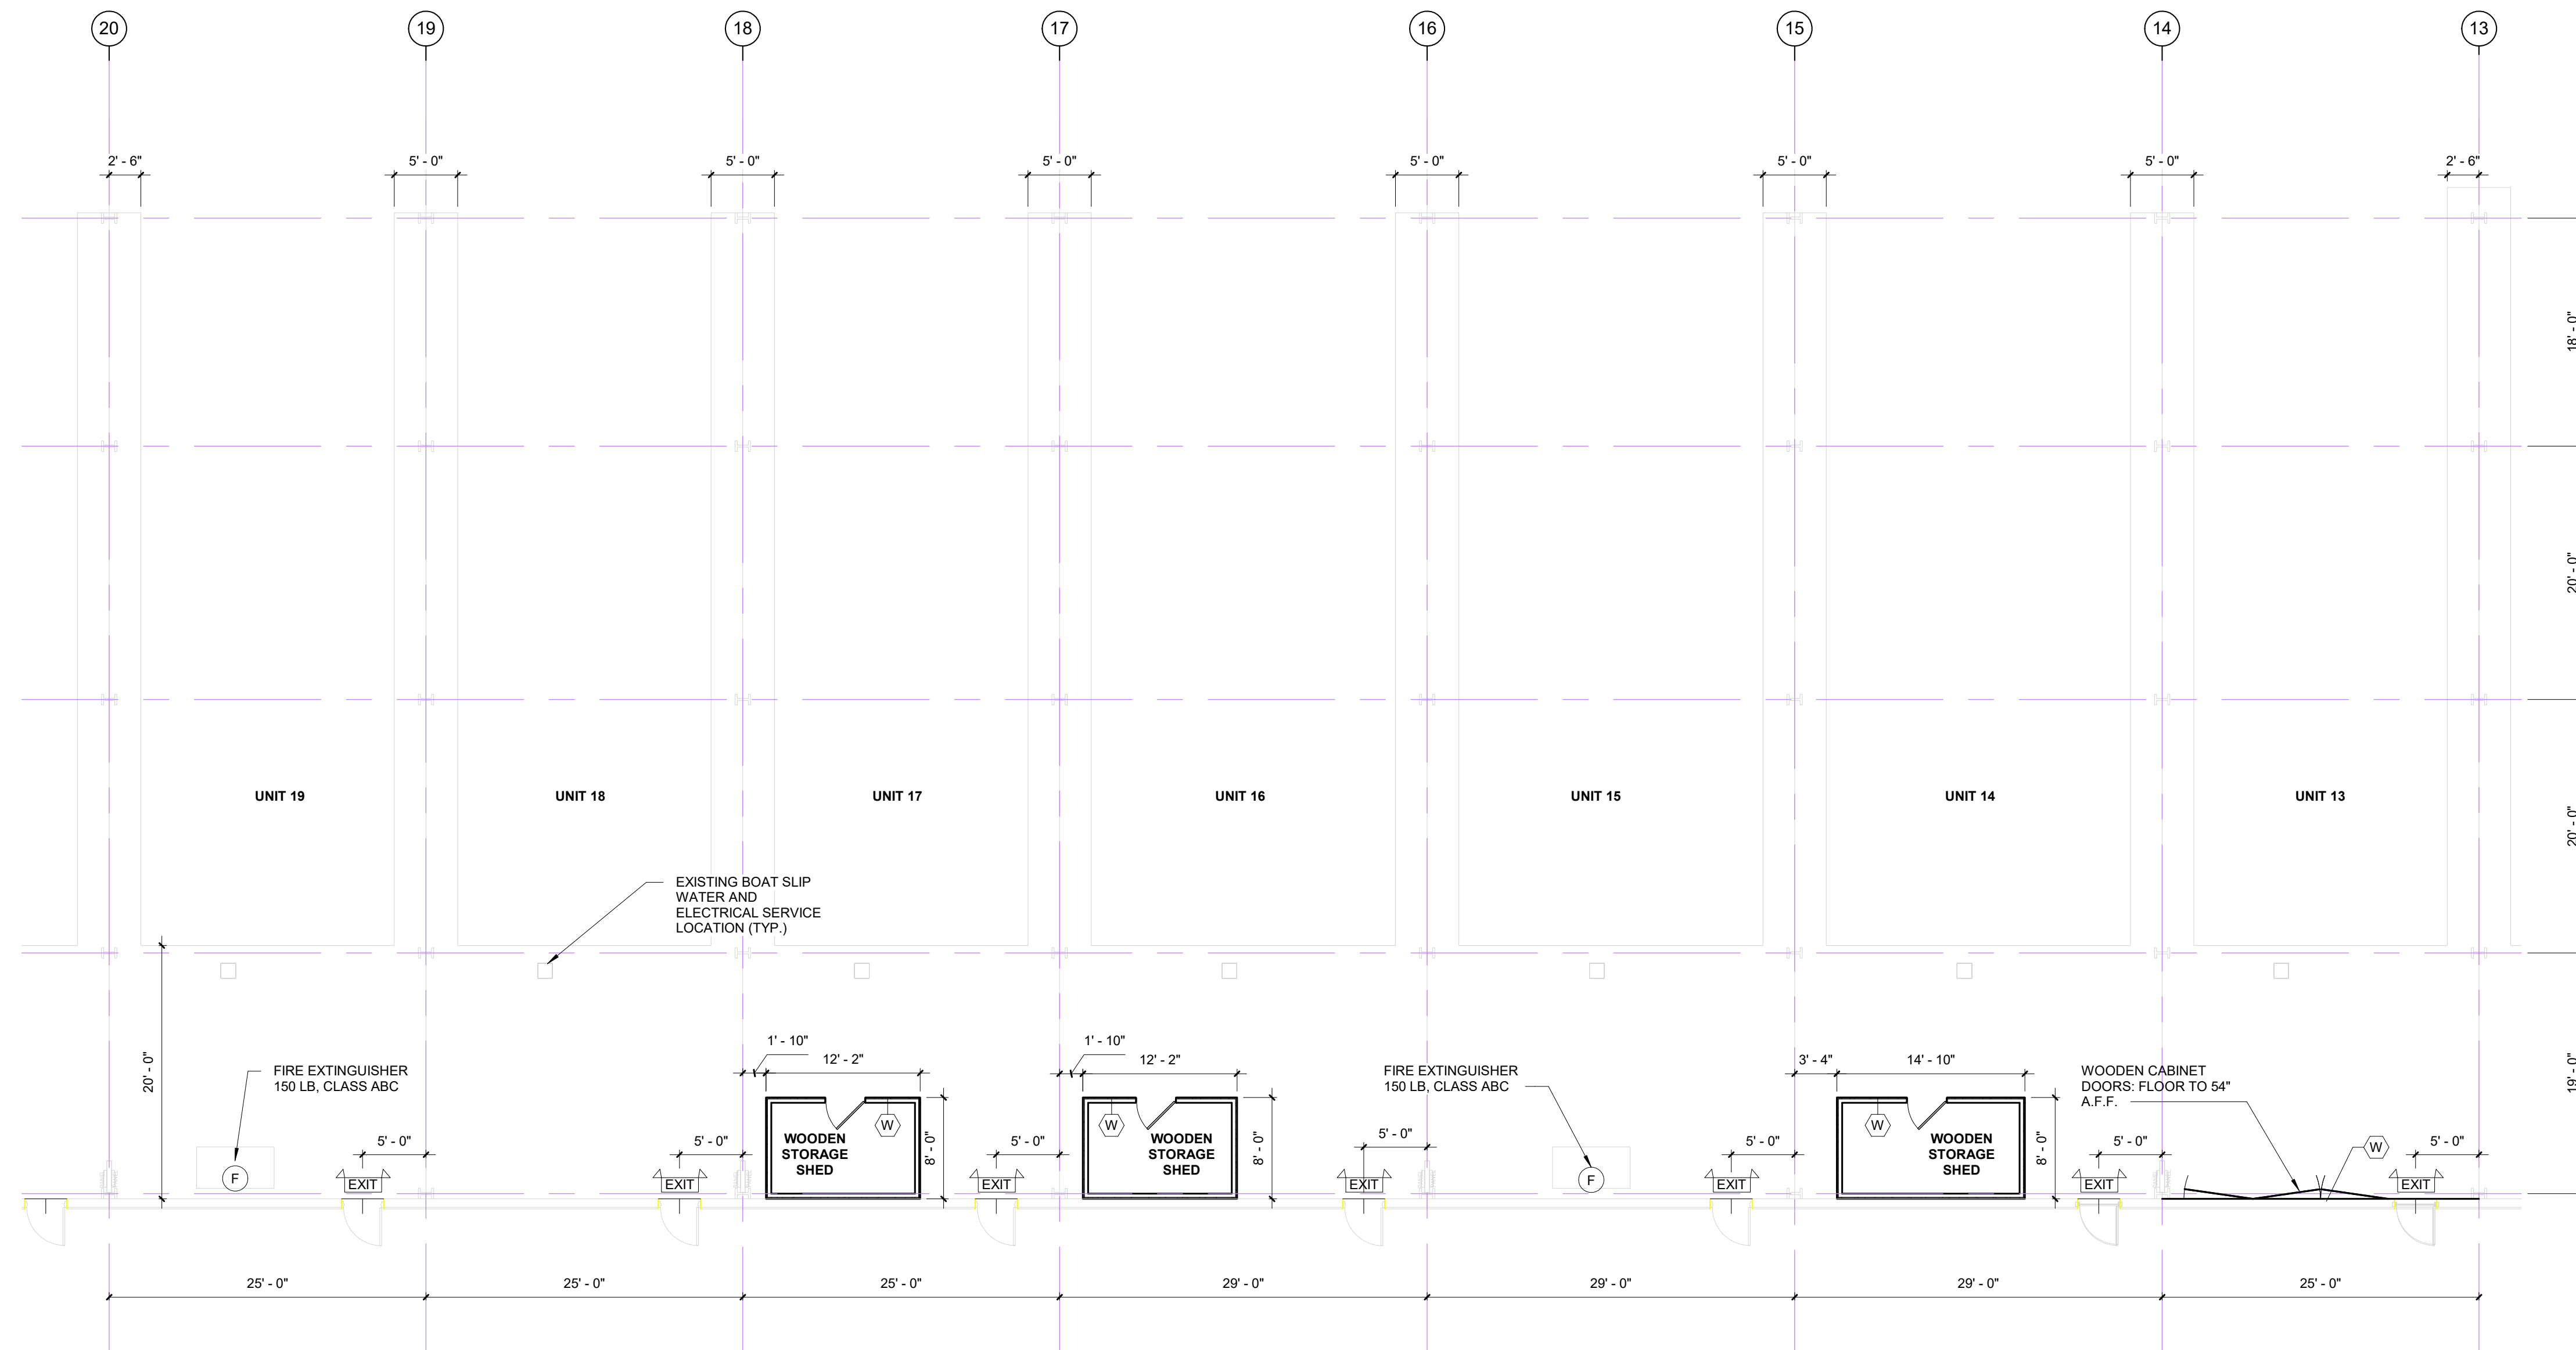 20
19
18
17
16
15
14
13
2' - 6"
5' - 0"
5' - 0"
5' - 0"
5' - 0"
5' - 0"
5' - 0"
2' - 6"
18' - 0"
20' - 0"
20' - 0"
19' - 0"
UNIT 19
UNIT 18
UNIT 17
UNIT 16
UNIT 15
UNIT 14
UNIT 13
EXISTING BOAT SLIP
WATER AND
ELECTRICAL SERVICE
LOCATION (TYP.)
20' - 0"
FIRE EXTINGUISHER
150 LB, CLASS ABC
F
5' - 0"
EXIT
5' - 0"
EXIT
1' - 10"
12' - 2"
W
WOODEN
STORAGE
SHED
8' - 0"
5' - 0"
EXIT
1' - 10"
12' - 2"
W
WOODEN
STORAGE
SHED
8' - 0"
5' - 0"
EXIT
FIRE EXTINGUISHER
150 LB, CLASS ABC
F
5' - 0"
EXIT
3' - 4"
14' - 10"
W
WOODEN
STORAGE
SHED
8' - 0"
5' - 0"
EXIT
WOODEN CABINET
DOORS: FLOOR TO 54"
A.F.F.
W
5' - 0"
EXIT
25' - 0"
25' - 0"
25' - 0"
29' - 0"
29' - 0"
29' - 0"
25' - 0"